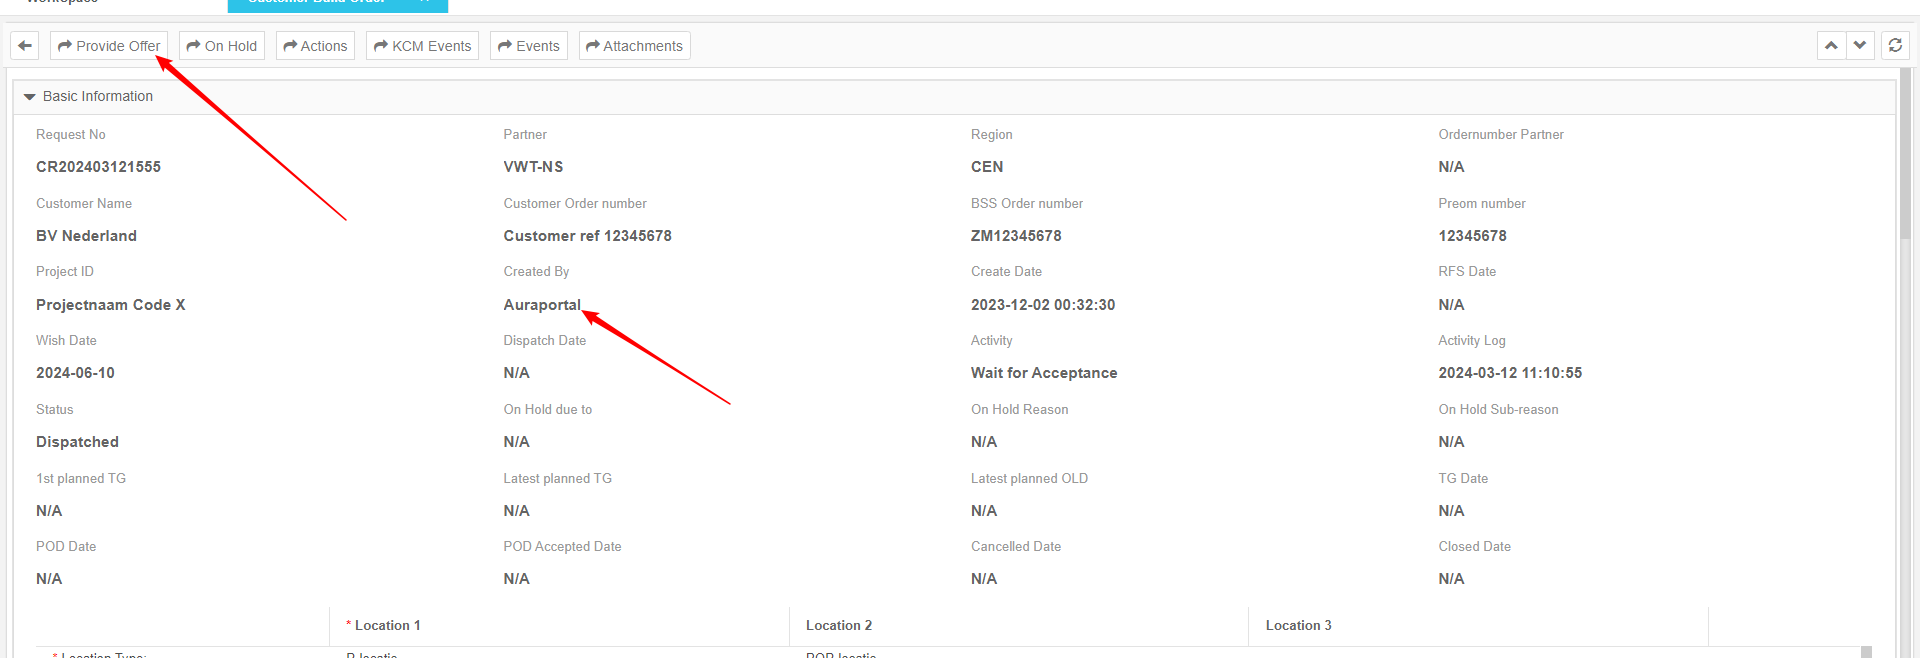 Workspace Customer Build Order
Provide Offer On Hold Actions KCM Events Events Attachments
Basic Information
Request No Partner Region Ordernumber Partner
CR202403121555 VWT-NS CEN N/A
Customer Name Customer Order number BSS Order number Preom number
BV Nederland Customer ref 12345678 ZM12345678 12345678
Project ID Created By Create Date RFS Date
Projectnaam Code X Auraportal 2023-12-02 00:32:30 N/A
Wish Date Dispatch Date Activity Activity Log
2024-06-10 N/A Wait for Acceptance 2024-03-12 11:10:55
Status On Hold due to On Hold Reason On Hold Sub-reason
Dispatched N/A N/A N/A
1st planned TG Latest planned TG Latest planned OLD TG Date
N/A N/A N/A N/A
POD Date POD Accepted Date Cancelled Date Closed Date
N/A N/A N/A N/A
* Location 1 Location 2 Location 3
* Location Type: